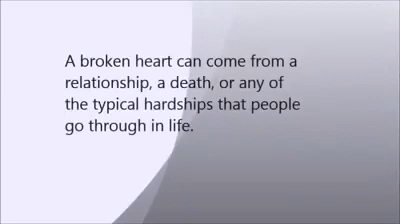 A broken heart can come from a
relationship, a death, or any of
the typical hardships that people
go through in life.